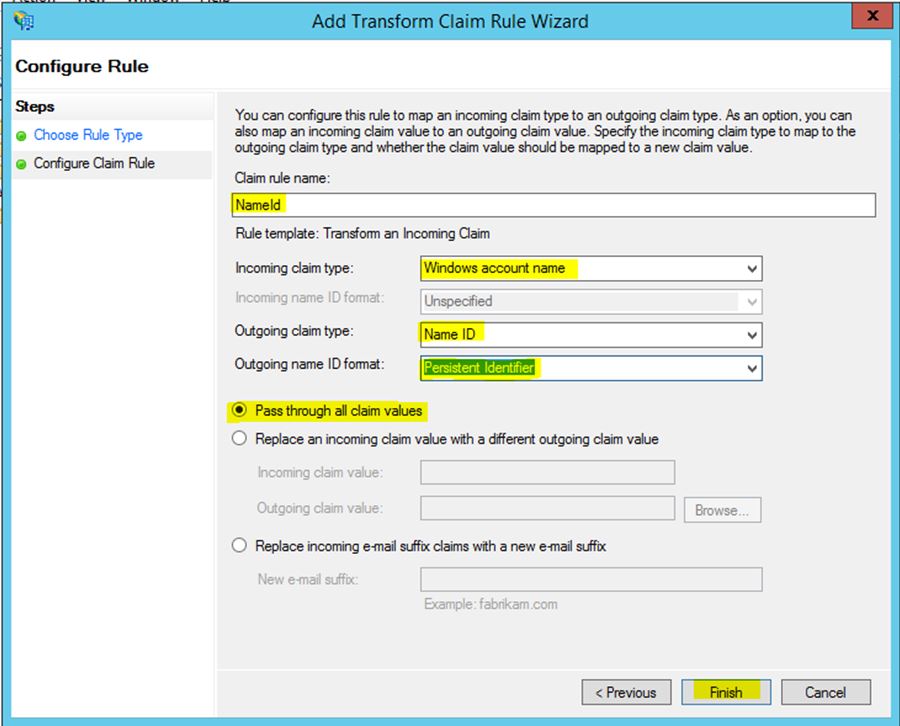 Add Transform Claim Rule Wizard
X
Configure Rule
Steps
Choose Rule Type
Configure Claim Rule
You can configure this rule to map an incoming claim type to an outgoing claim type. As an option, you can
also map an incoming claim value to an outgoing claim value. Specify the incoming claim type to map to the
outgoing claim type and whether the claim value should be mapped to a new claim value.
Claim rule name:
NameId
Rule template: Transform an Incoming Claim
Incoming claim type: Windows account name
Incoming name ID format: Unspecified
Outgoing claim type: Name ID
Outgoing name ID format: Persistent Identifier
Pass through all claim values
Replace an incoming claim value with a different outgoing claim value
Incoming claim value:
Outgoing claim value: Browse...
Replace incoming e-mail suffix claims with a new e-mail suffix
New e-mail suffix:
Example: fabrikam.com
< Previous Finish Cancel